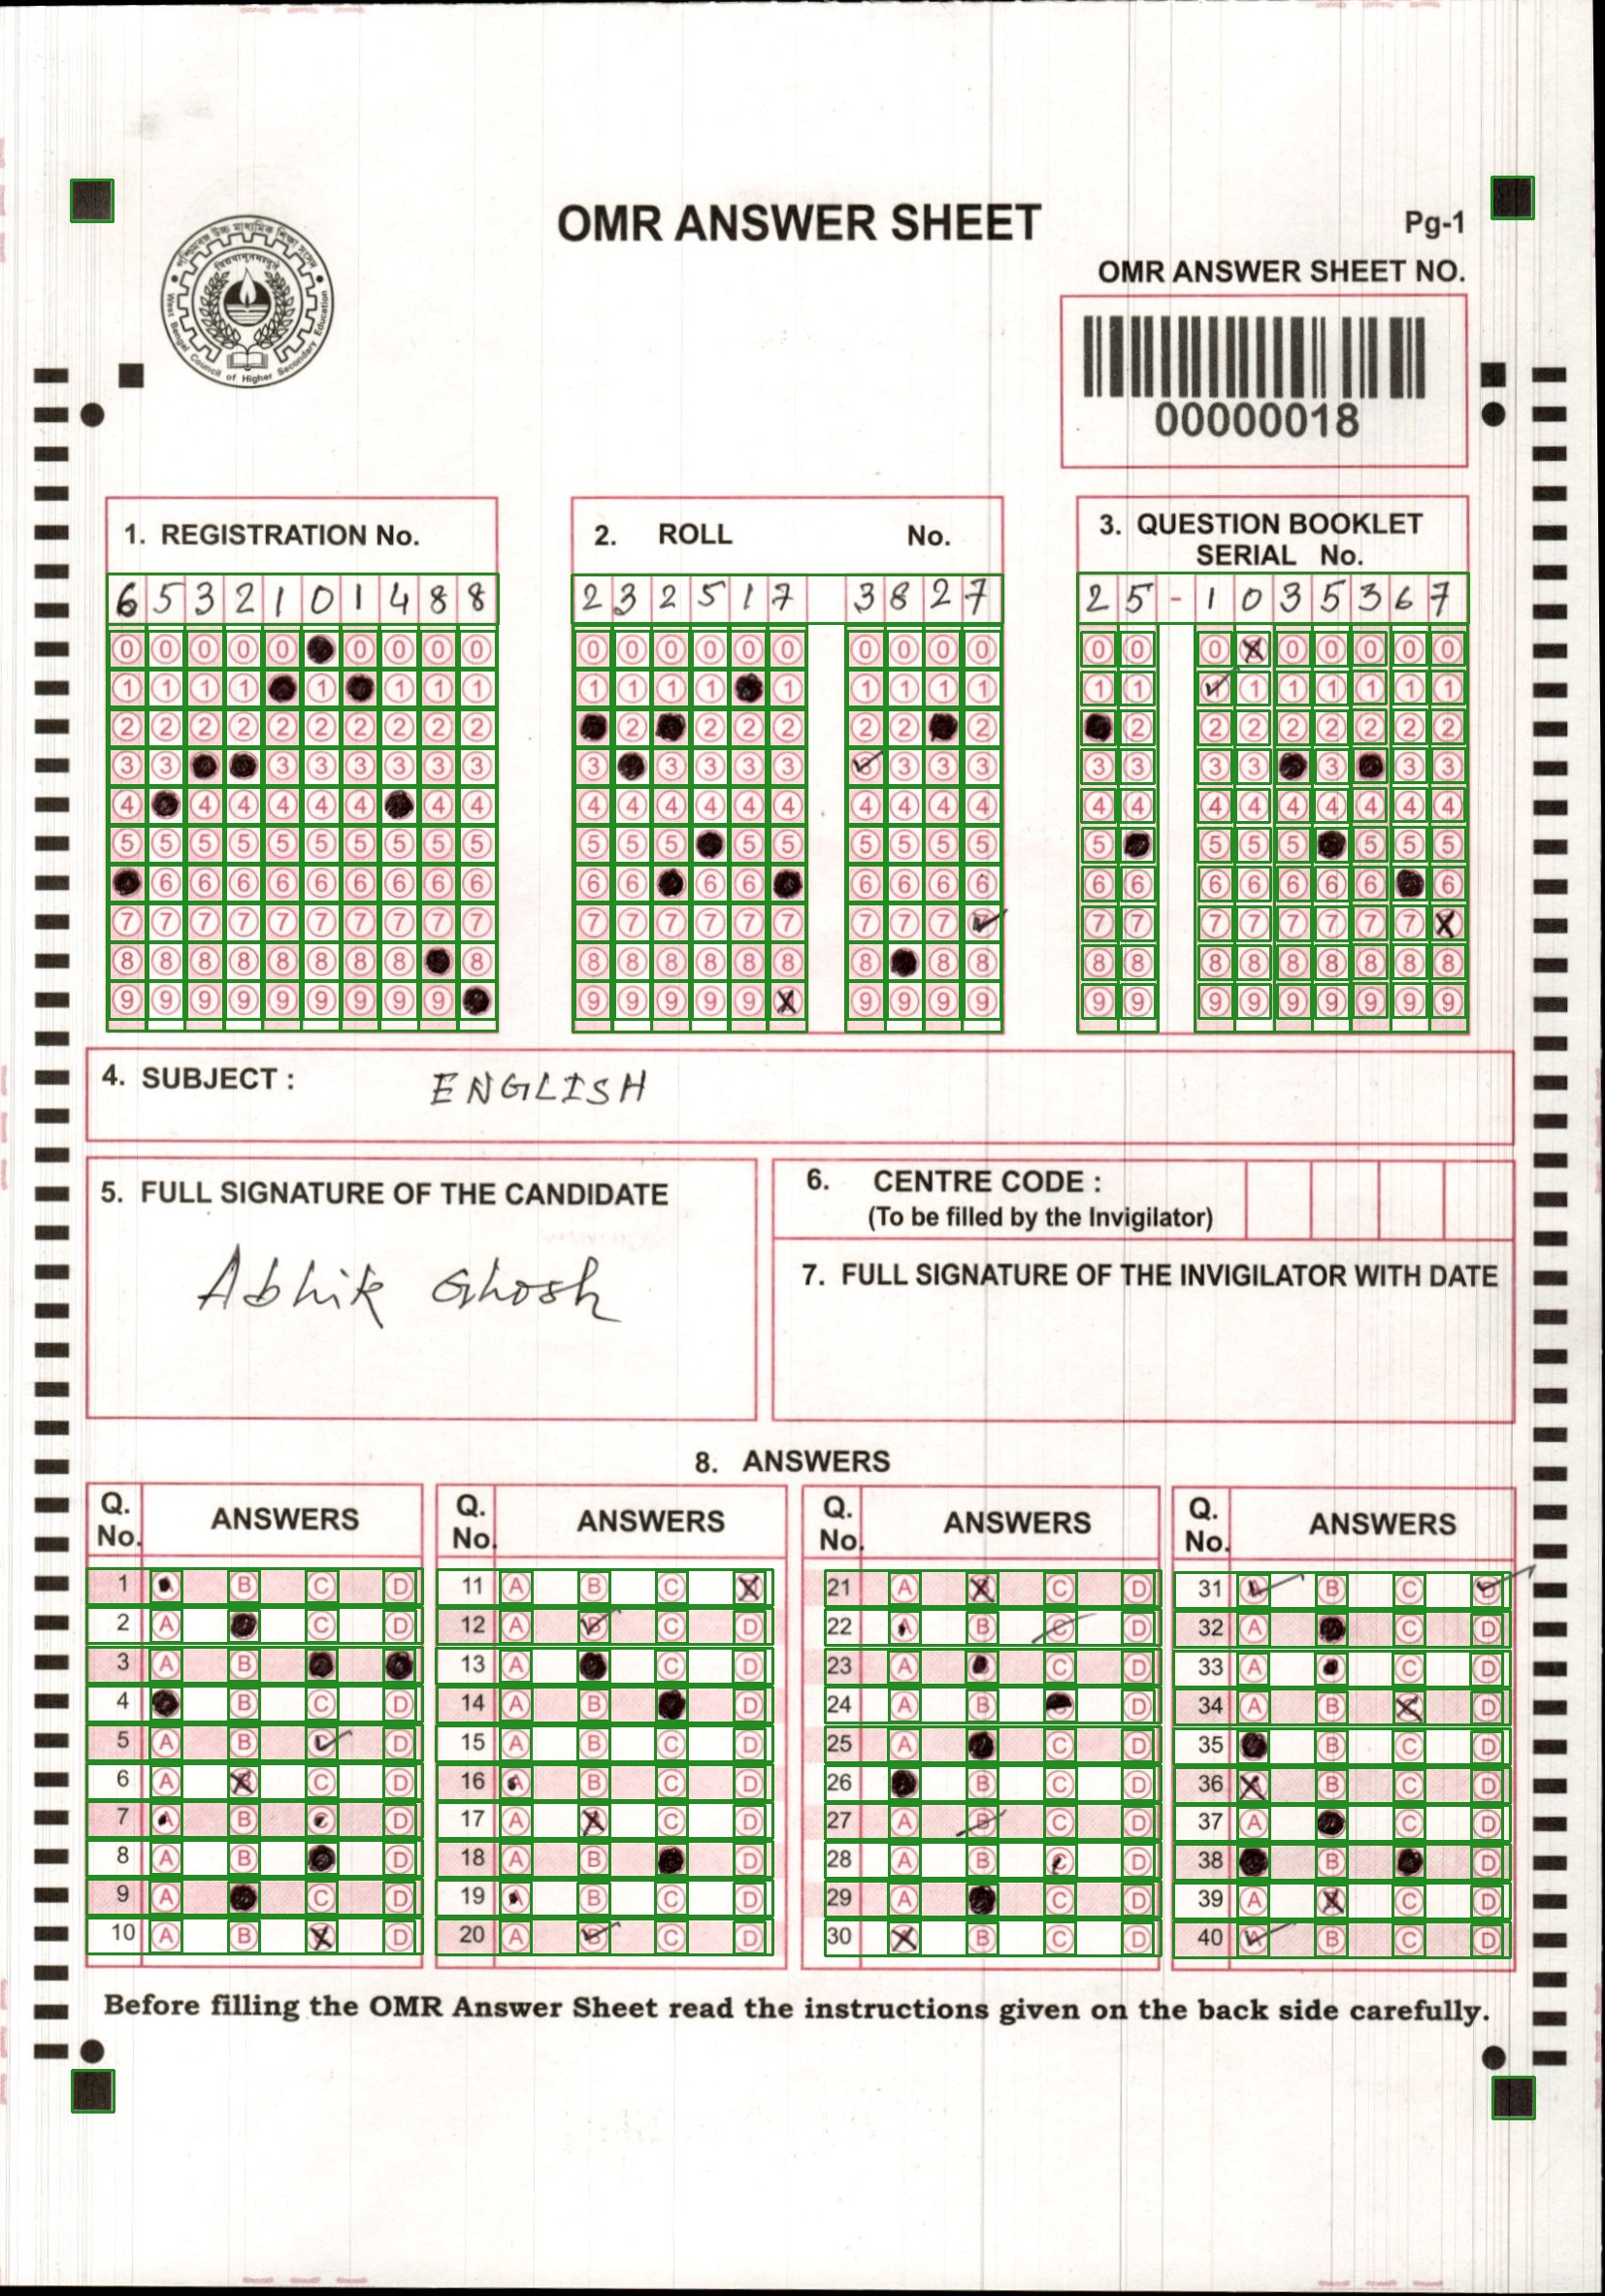 OMR ANSWER SHEET
Pg-1
OMR ANSWER SHEET NO.
00000018
পশ্চিমবঙ্গ উচ্চ মাধ্যমিক শিক্ষা সংসদ
West Bengal Council of Higher Secondary Education
1. REGISTRATION No.
2. ROLL No.
3. QUESTION BOOKLET
SERIAL No.
6 5 3 2 1 0 1 4 8 8
2 3 2 5 1 7 3 8 2 7
2 5 - 1 0 3 5 3 6 7
4. SUBJECT : ENGLISH
5. FULL SIGNATURE OF THE CANDIDATE
Abhik Ghosh
6. CENTRE CODE :
(To be filled by the Invigilator)
7. FULL SIGNATURE OF THE INVIGILATOR WITH DATE
8. ANSWERS
Q. No. ANSWERS Q. No. ANSWERS Q. No. ANSWERS Q. No. ANSWERS
1 A B C D 11 A B C D 21 A B C D 31 A B C D
2 A B C D 12 A B C D 22 A B C D 32 A B C D
3 A B C D 13 A B C D 23 A B C D 33 A B C D
4 A B C D 14 A B C D 24 A B C D 34 A B C D
5 A B C D 15 A B C D 25 A B C D 35 A B C D
6 A B C D 16 A B C D 26 A B C D 36 A B C D
7 A B C D 17 A B C D 27 A B C D 37 A B C D
8 A B C D 18 A B C D 28 A B C D 38 A B C D
9 A B C D 19 A B C D 29 A B C D 39 A B C D
10 A B C D 20 A B C D 30 A B C D 40 A B C D
Before filling the OMR Answer Sheet read the instructions given on the back side carefully.